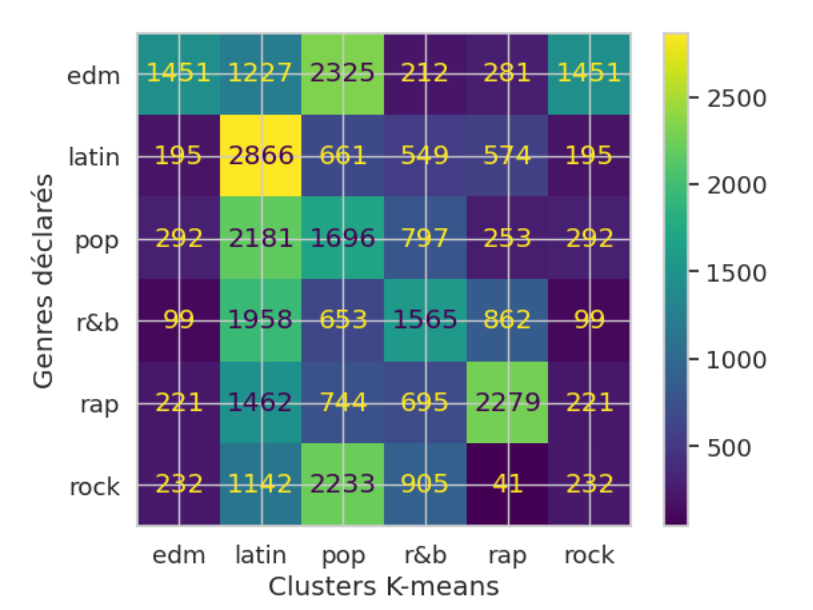 edm 1451 1227 2325 212 281 1451
latin 195 2866 661 549 574 195
pop 292 2181 1696 797 253 292
r&b 99 1958 653 1565 862 99
rap 221 1462 744 695 2279 221
rock 232 1142 2233 905 41 232
edm latin pop r&b rap rock
Clusters K-means
Genres déclarés
2500
2000
1500
1000
500